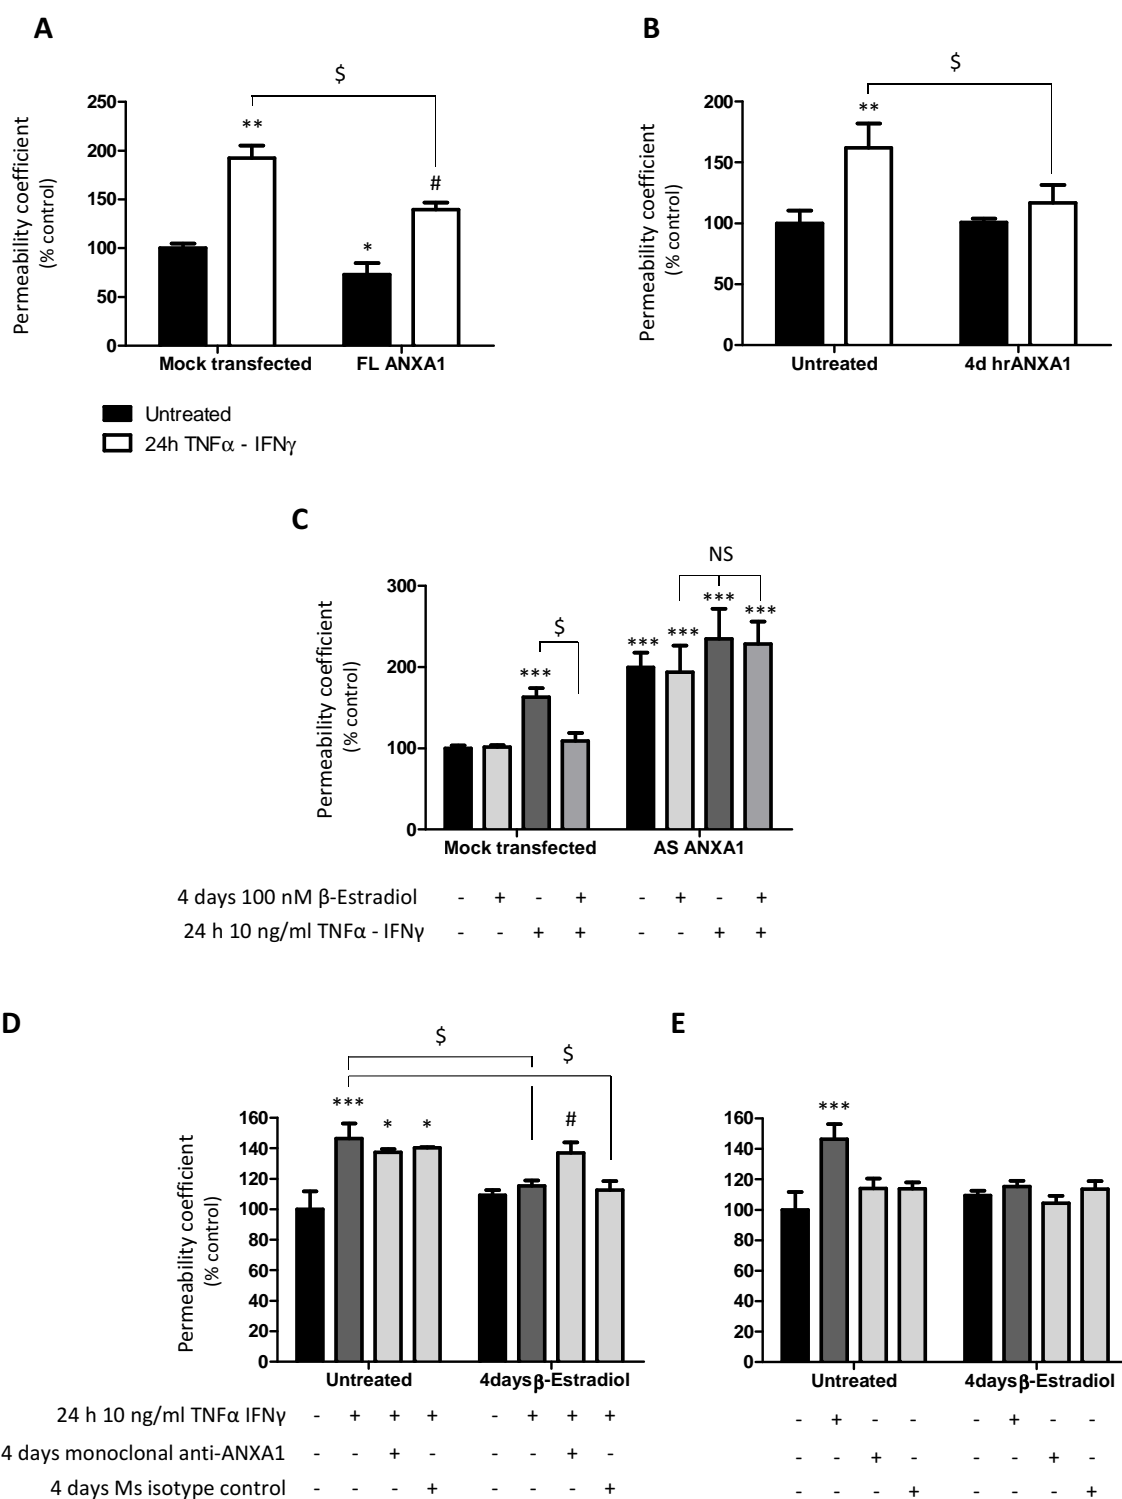 A
$
**
#
*
250
200
150
100
50
0
Permeability coefficient
(% control)
Mock transfected FL ANXA1
Untreated
24h TNFα - IFNγ
B
$
**
200
150
100
50
0
Permeability coefficient
(% control)
Untreated 4d hrANXA1
C
NS
$
*** *** *** *** ***
300
200
100
0
Permeability coefficient
(% control)
Mock transfected AS ANXA1
4 days 100 nM β-Estradiol - + - + - + - +
24 h 10 ng/ml TNFα - IFNγ - - + + - - + +
D
$
$
*** * * #
160
140
120
100
80
60
40
20
0
Permeability coefficient
(% control)
Untreated 4daysβ-Estradiol
24 h 10 ng/ml TNFα IFNγ - + + + - + + +
4 days monoclonal anti-ANXA1 - - + - - - + -
4 days Ms isotype control - - - + - - - +
E
***
160
140
120
100
80
60
40
20
0
Untreated 4daysβ-Estradiol
- + - - - + - -
- - + - - - + -
- - - + - - - +